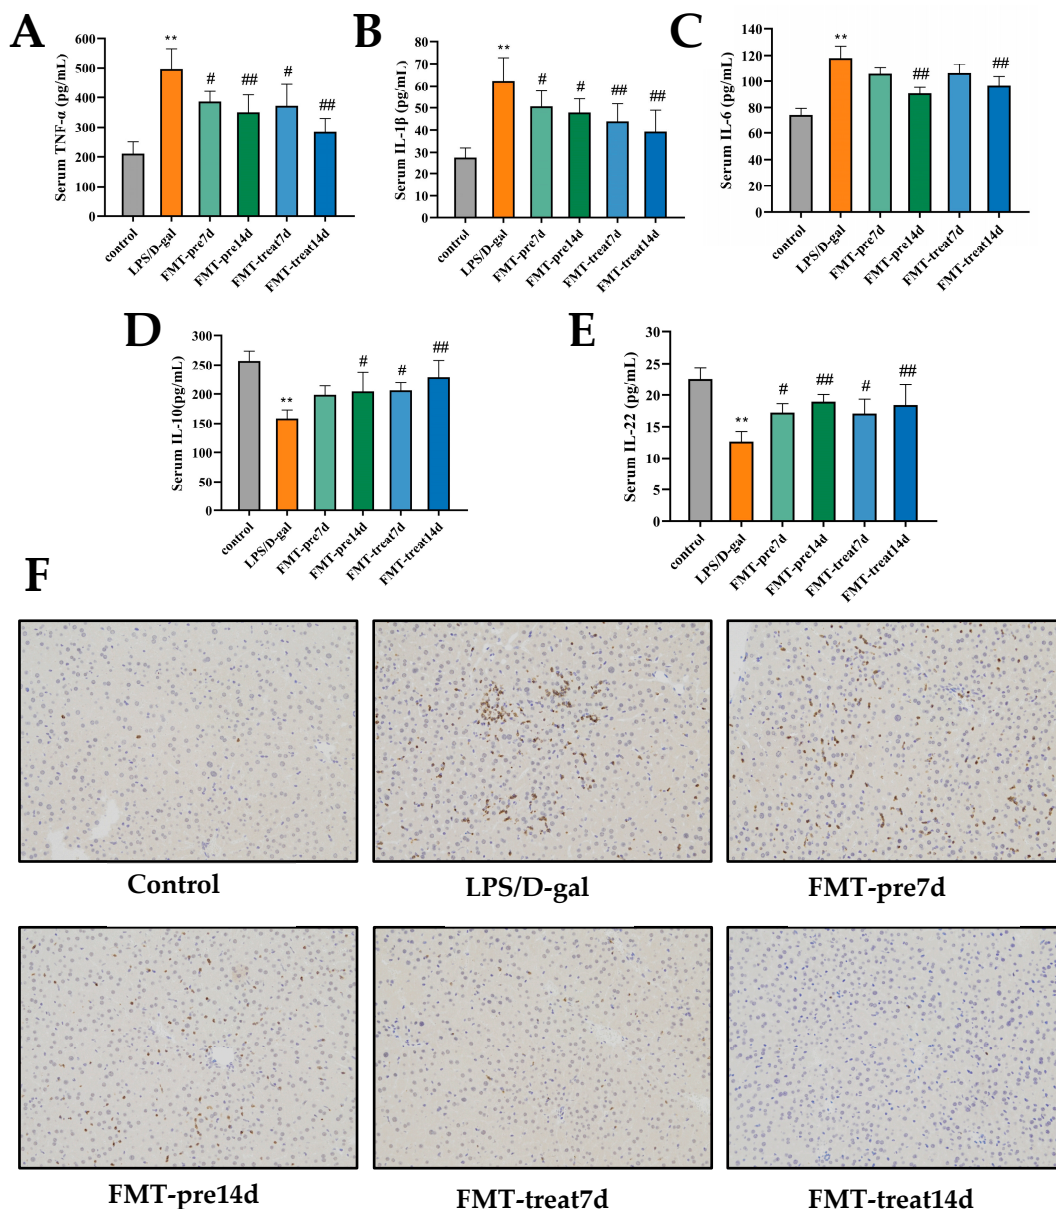 A
Serum TNF-α (pg/mL)
600
500
400
300
200
100
0
**
#
##
#
##
control
LPS/D-gal
FMT-pre7d
FMT-pre14d
FMT-treat7d
FMT-treat14d
B
Serum IL-1β (pg/mL)
80
70
60
50
40
30
20
10
0
**
#
#
##
##
control
LPS/D-gal
FMT-pre7d
FMT-pre14d
FMT-treat7d
FMT-treat14d
C
Serum IL-6 (pg/mL)
140
120
100
80
60
40
20
0
**
##
##
control
LPS/D-gal
FMT-pre7d
FMT-pre14d
FMT-treat7d
FMT-treat14d
D
Serum IL-10(pg/mL)
300
250
200
150
100
50
0
**
#
#
##
control
LPS/D-gal
FMT-pre7d
FMT-pre14d
FMT-treat7d
FMT-treat14d
E
Serum IL-22 (pg/mL)
25
20
15
10
5
0
**
#
##
#
##
control
LPS/D-gal
FMT-pre7d
FMT-pre14d
FMT-treat7d
FMT-treat14d
F
Control
LPS/D-gal
FMT-pre7d
FMT-pre14d
FMT-treat7d
FMT-treat14d